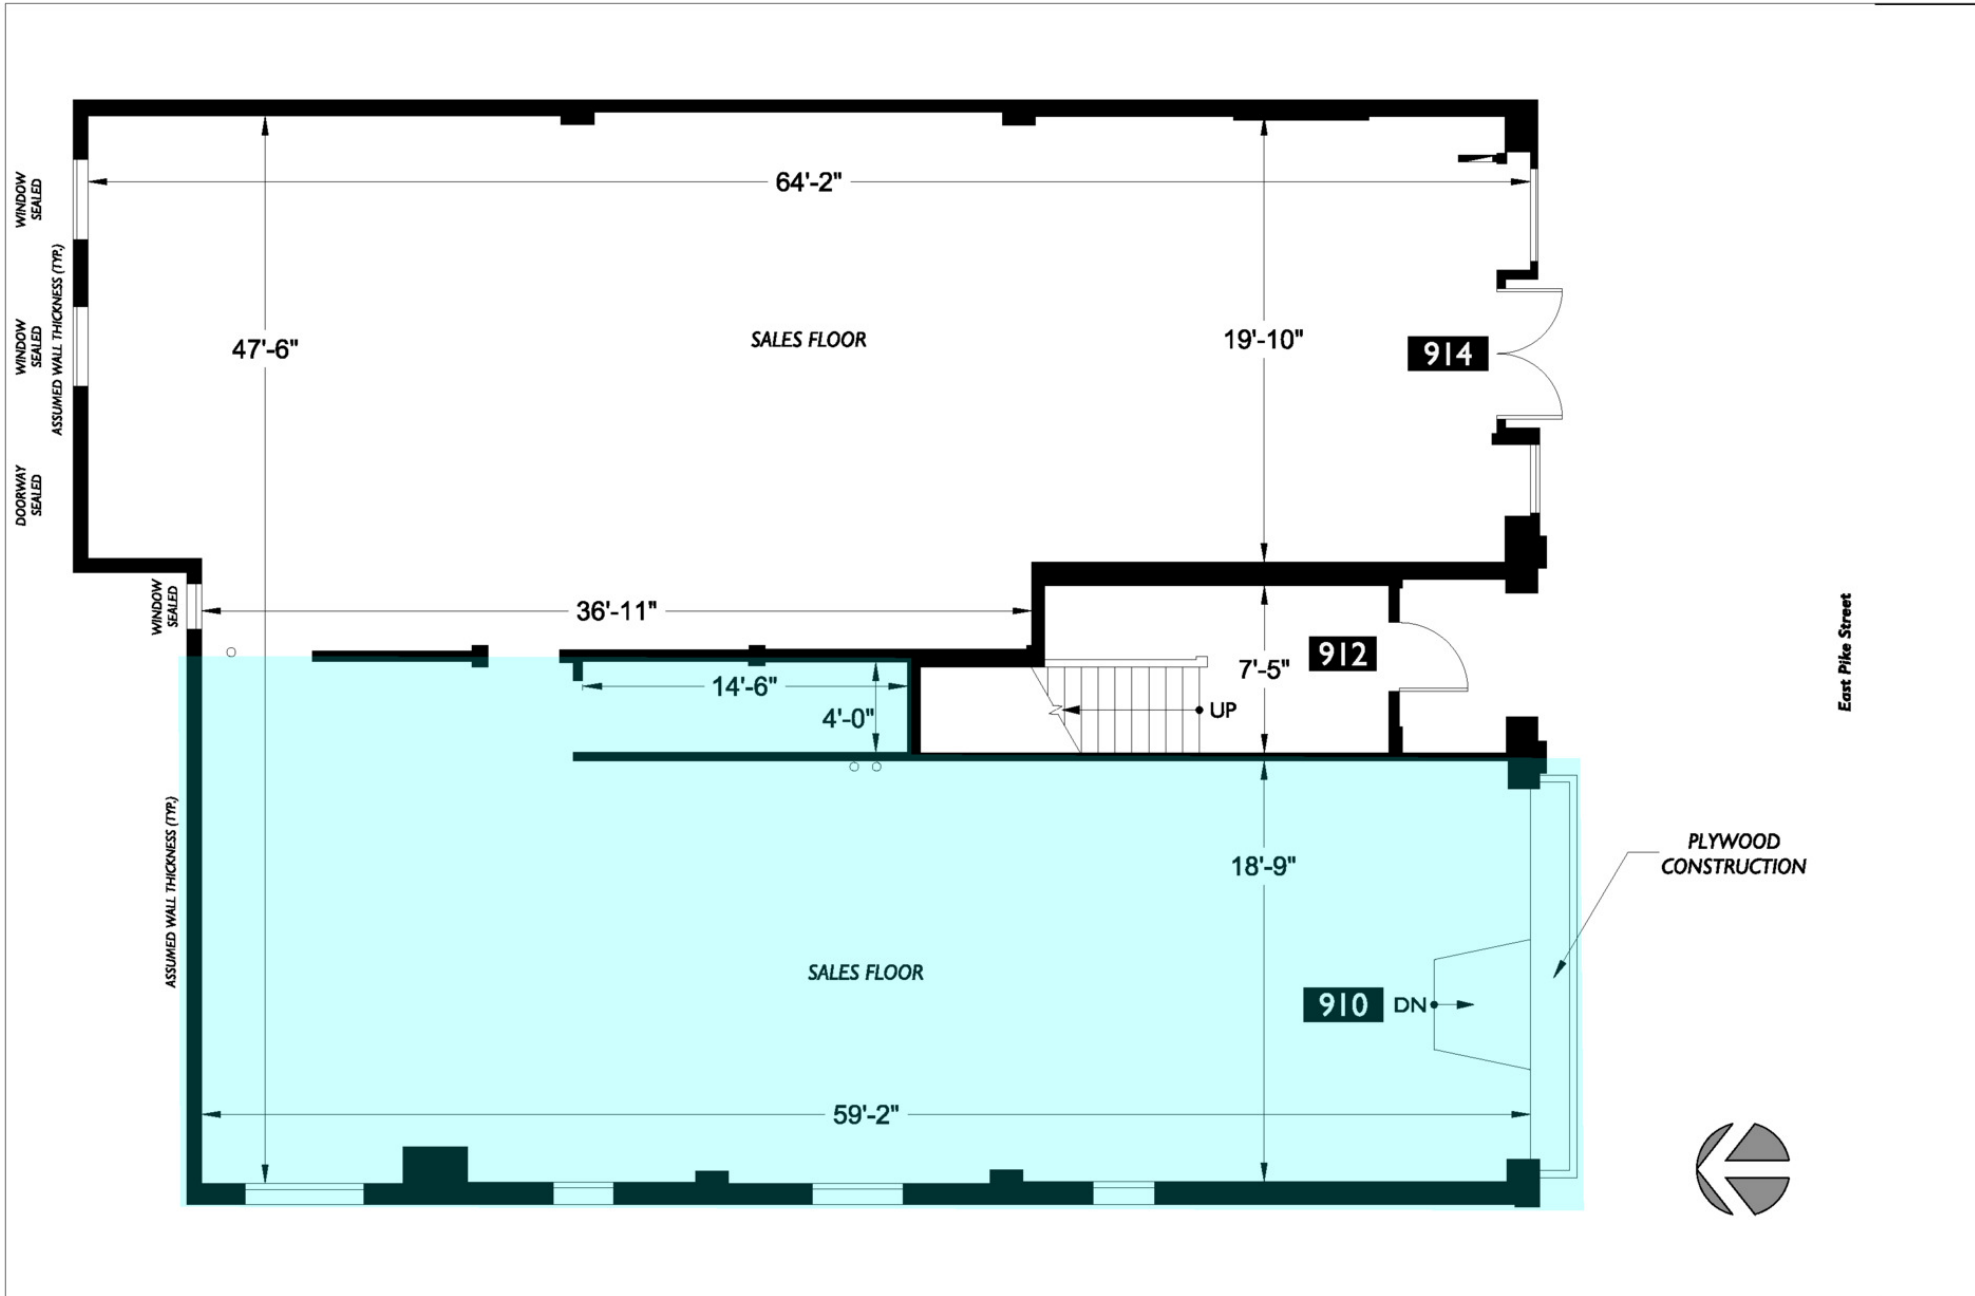 64'-2"
WINDOW
SEALED
ASSUMED WALL THICKNESS (TYP.)
WINDOW
SEALED
47'-6"
SALES FLOOR
19'-10"
914
DOORWAY
SEALED
WINDOW
SEALED
36'-11"
912
7'-5"
East Pike Street
14'-6"
4'-0"
UP
ASSUMED WALL THICKNESS (TYP.)
18'-9"
PLYWOOD
CONSTRUCTION
SALES FLOOR
910
DN
59'-2"